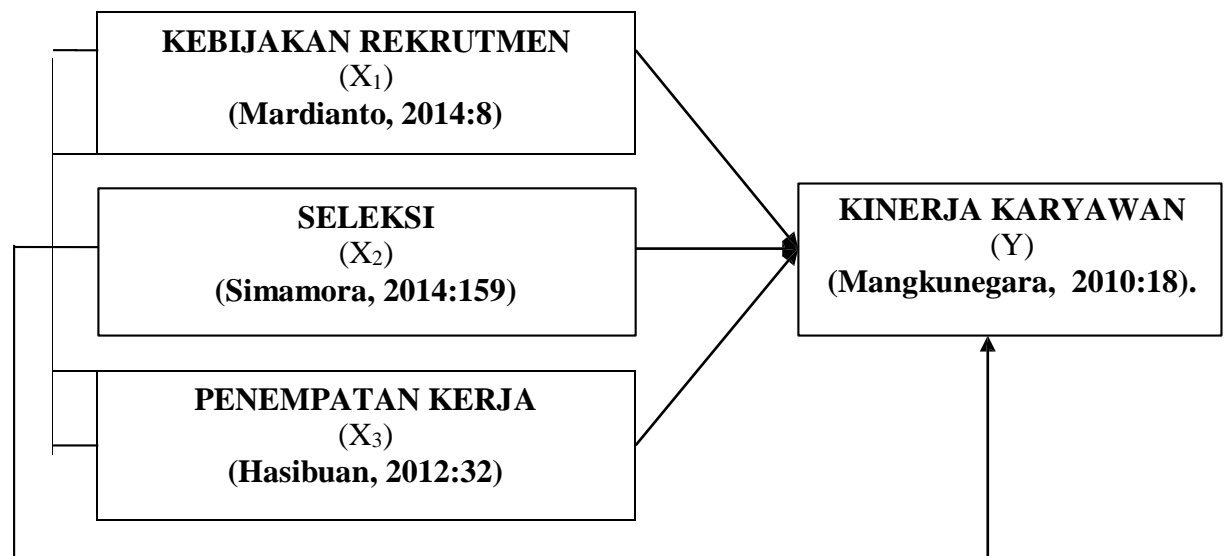 KEBIJAKAN REKRUTMEN
(X₁)
(Mardianto, 2014:8)
SELEKSI
(X₂)
(Simamora, 2014:159)
PENEMPATAN KERJA
(X₃)
(Hasibuan, 2012:32)
KINERJA KARYAWAN
(Y)
(Mangkunegara, 2010:18).